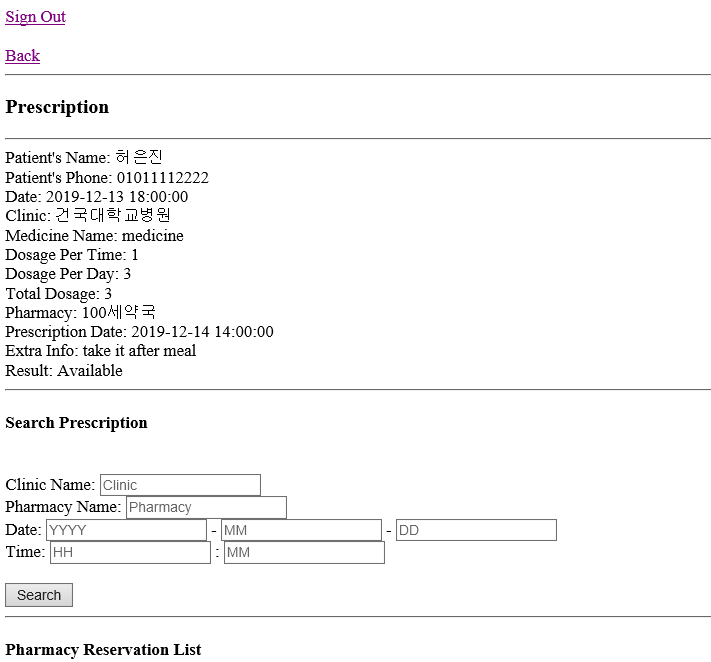 Sign Out
Back
Prescription
Patient's Name: 허은진
Patient's Phone: 01011112222
Date: 2019-12-13 18:00:00
Clinic: 건국대학교병원
Medicine Name: medicine
Dosage Per Time: 1
Dosage Per Day: 3
Total Dosage: 3
Pharmacy: 100세약국
Prescription Date: 2019-12-14 14:00:00
Extra Info: take it after meal
Result: Available
Search Prescription
Clinic Name: Clinic
Pharmacy Name: Pharmacy
Date: YYYY - MM - DD
Time: HH : MM
Search
Pharmacy Reservation List